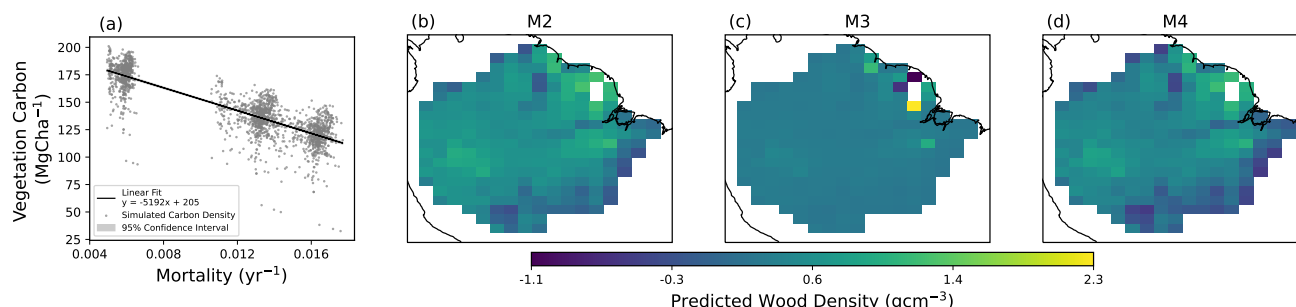 (a)
Vegetation Carbon
(MgCha⁻¹)
200
175
150
125
100
75
50
25
Linear Fit
y = -5192x + 205
Simulated Carbon Density
95% Confidence Interval
0.004
0.008
0.012
0.016
Mortality (yr⁻¹)
(b)
M2
(c)
M3
(d)
M4
-1.1
-0.3
0.6
1.4
2.3
Predicted Wood Density (gcm⁻³)